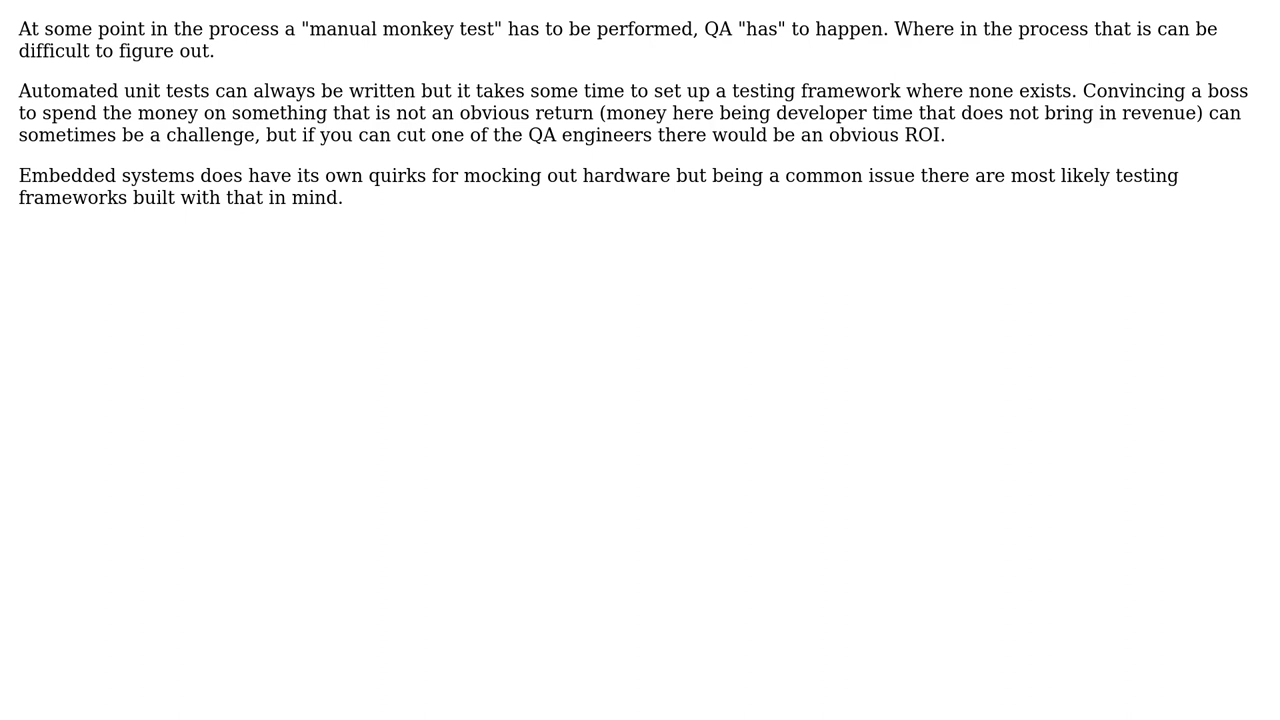 At some point in the process a "manual monkey test" has to be performed, QA "has" to happen. Where in the process that is can be
difficult to figure out.
Automated unit tests can always be written but it takes some time to set up a testing framework where none exists. Convincing a boss
to spend the money on something that is not an obvious return (money here being developer time that does not bring in revenue) can
sometimes be a challenge, but if you can cut one of the QA engineers there would be an obvious ROI.
Embedded systems does have its own quirks for mocking out hardware but being a common issue there are most likely testing
frameworks built with that in mind.